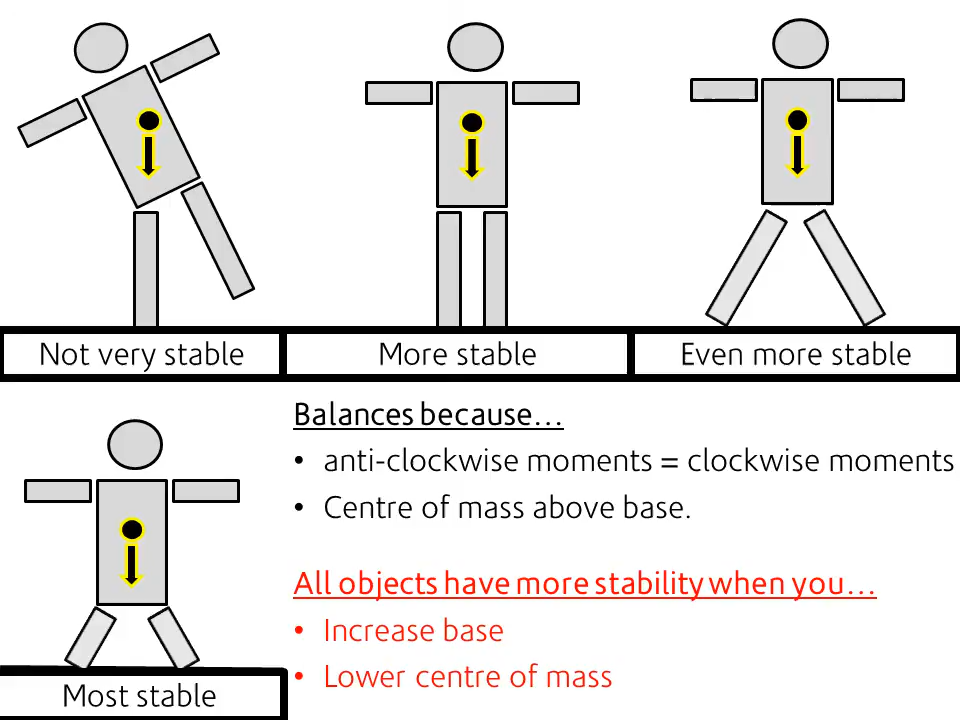 Not very stable
More stable
Even more stable
Balances because…
• anti-clockwise moments = clockwise moments
• Centre of mass above base.
All objects have more stability when you…
• Increase base
• Lower centre of mass
Most stable